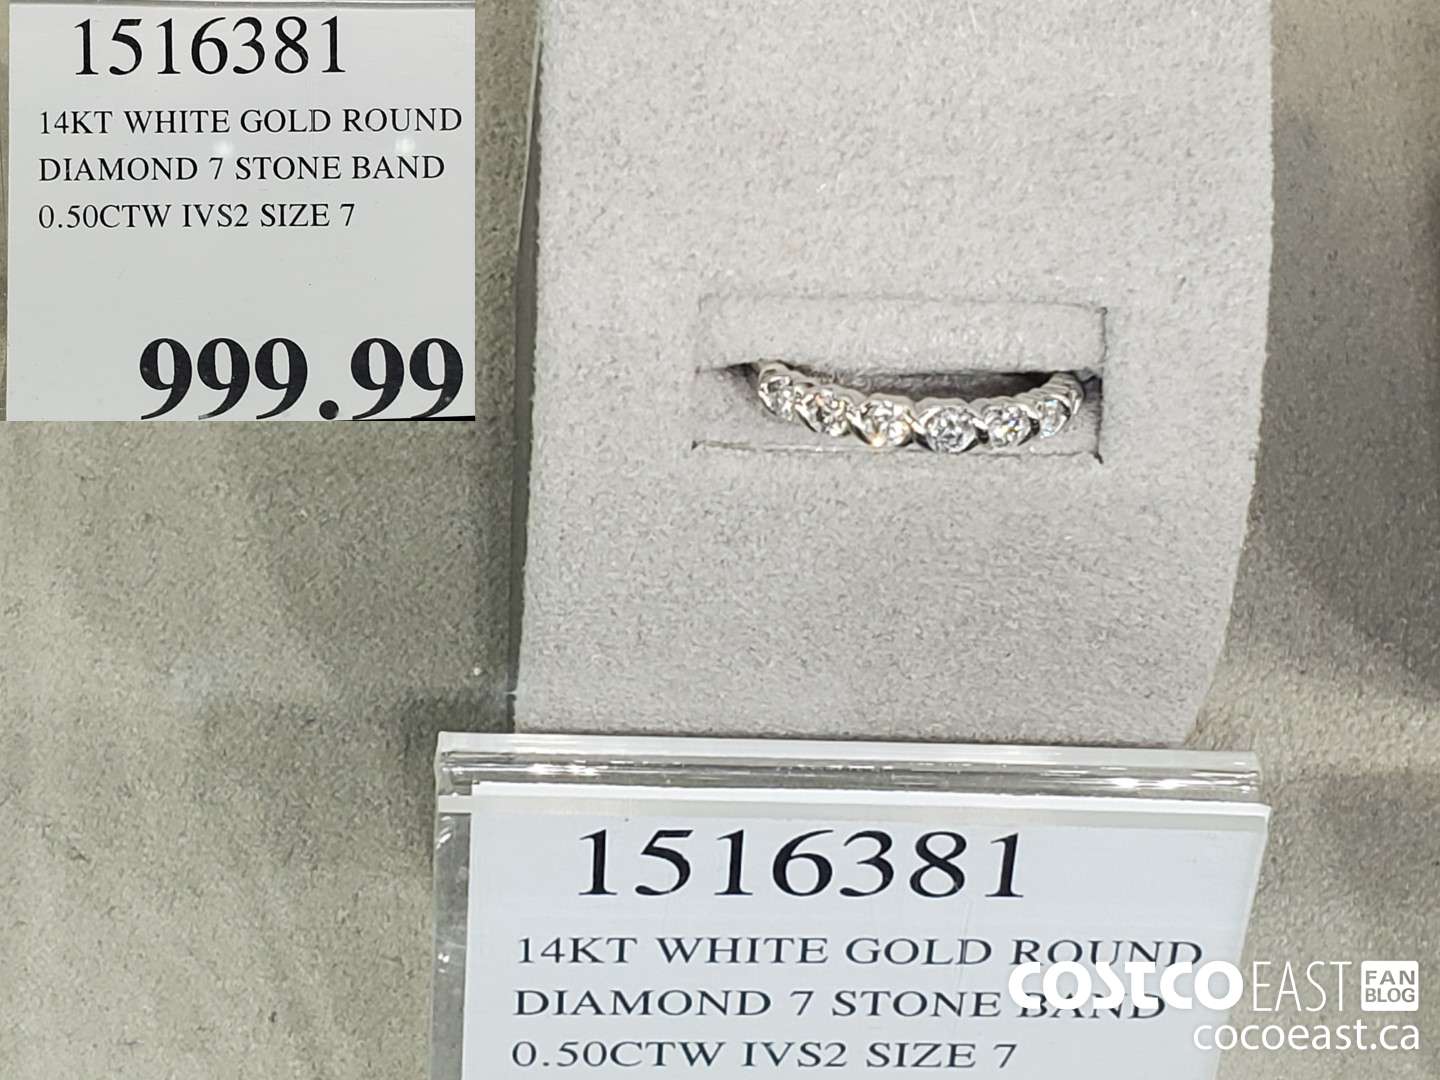 1516381
14KT WHITE GOLD ROUND
DIAMOND 7 STONE BAND
0.50CTW IVS2 SIZE 7
999.99
1516381
14KT WHITE GOLD ROUND
DIAMOND 7 STONE BAND
0.50CTW IVS2 SIZE 7
COSTCO EAST FAN BLOG
cocoeast.ca